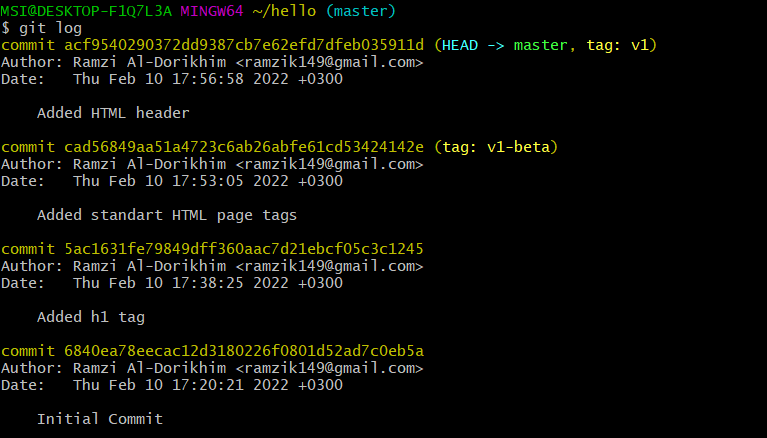 MSI@DESKTOP-F1Q7L3A MINGW64 ~/hello (master)
$ git log
commit acf9540290372dd9387cb7e62efd7dfeb035911d (HEAD -> master, tag: v1)
Author: Ramzi Al-Dorikhim <ramzik149@gmail.com>
Date:   Thu Feb 10 17:56:58 2022 +0300

    Added HTML header

commit cad56849aa51a4723c6ab26abfe61cd53424142e (tag: v1-beta)
Author: Ramzi Al-Dorikhim <ramzik149@gmail.com>
Date:   Thu Feb 10 17:53:05 2022 +0300

    Added standart HTML page tags

commit 5ac1631fe79849dff360aac7d21ebcf05c3c1245
Author: Ramzi Al-Dorikhim <ramzik149@gmail.com>
Date:   Thu Feb 10 17:38:25 2022 +0300

    Added h1 tag

commit 6840ea78eecac12d3180226f0801d52ad7c0eb5a
Author: Ramzi Al-Dorikhim <ramzik149@gmail.com>
Date:   Thu Feb 10 17:20:21 2022 +0300

    Initial Commit